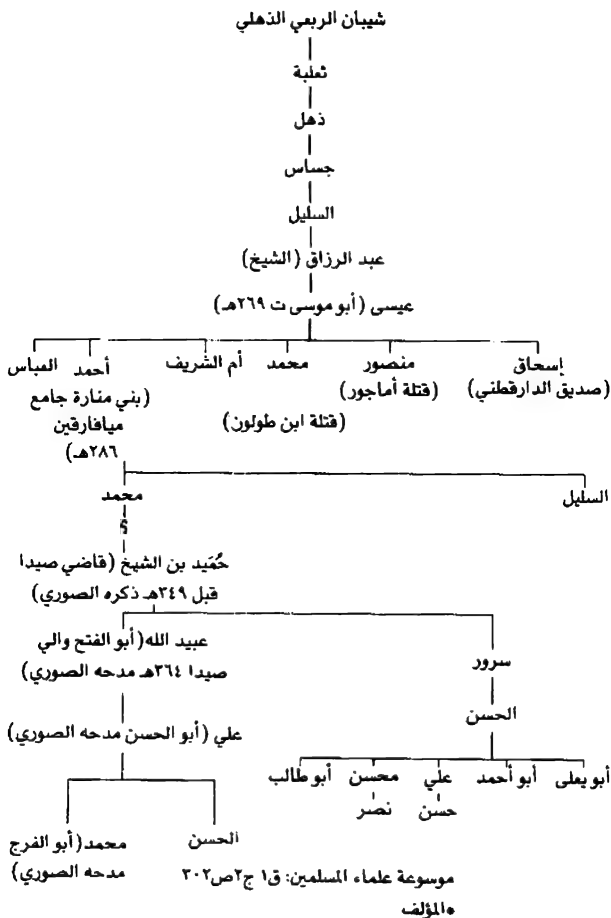 شيبان الربعي الذهلي
ثعلبة
ذهل
جساس
السليل
عبد الرزاق (الشيخ)
عيسى (أبو موسى ت ٢٦٩هـ)
إسحاق منصور محمد أم الشريف أحمد العباس
(صديق الدارقطني) (قتلة أماجور) (بني منارة جامع
(قتلة ابن طولون) ميافارقين
٢٨٦هـ)
السليل محمد
؟
حُمَيد بن الشيخ (قاضي صيدا
قبل ٣٤٩هـ ذكره الصوري)
سرور عبيد الله (أبو الفتح والي
صيدا ٣٦٤هـ مدحه الصوري)
الحسن
علي (أبو الحسن مدحه الصوري)
أبو يعلى أبو أحمد علي محسن أبو طالب
حسن نصر
الحسن محمد (أبو الفرج
مدحه الصوري)
موسوعة علماء المسلمين: ق١ ج٢ص٣٠٢
*المؤلف